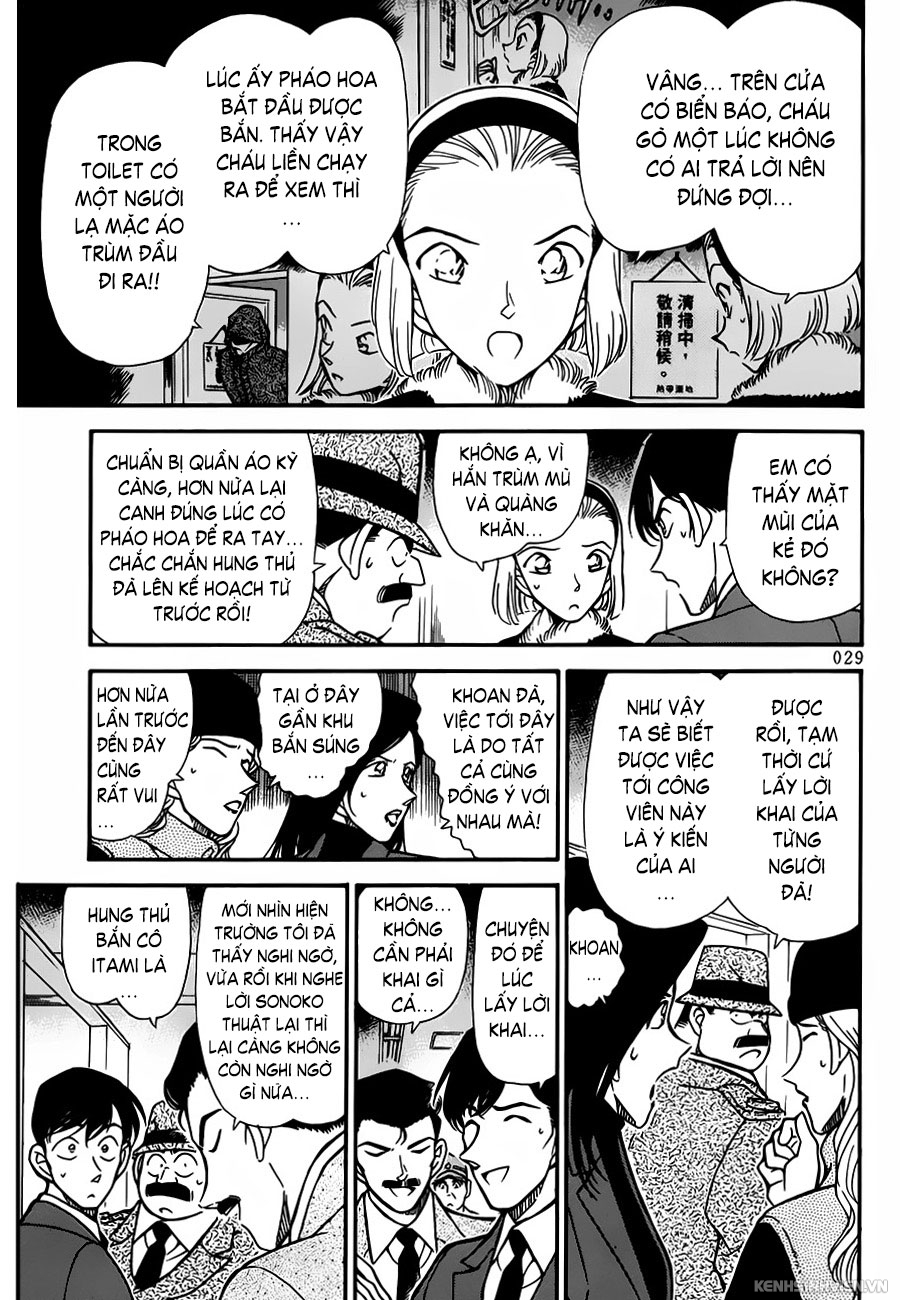 VÂNG... TRÊN CỬA
CÓ BIỂN BÁO, CHÁU
GÕ MỘT LÚC KHÔNG
CÓ AI TRẢ LỜI NÊN
ĐỨNG ĐỢI...
LÚC ẤY PHÁO HOA
BẮT ĐẦU ĐƯỢC
BẮN. THẤY VẬY
CHÁU LIỀN CHẠY
RA ĐỂ XEM THÌ
...
TRONG
TOILET CÓ
MỘT NGƯỜI
LẠ MẶC ÁO
TRÙM ĐẦU
ĐI RA!!
清掃中，
敬請稍候。
EM CÓ
THẤY MẶT
MŨI CỦA
KẺ ĐÓ
KHÔNG?
KHÔNG Ạ, VÌ
HẮN TRÙM MŨ
VÀ QUÀNG
KHĂN...
CHUẨN BỊ QUẦN ÁO KỸ
CÀNG, HƠN NỮA LẠI
CANH ĐÚNG LÚC CÓ
PHÁO HOA ĐỂ RA TAY...
CHẮC CHẮN HUNG THỦ
ĐÃ LÊN KẾ HOẠCH TỪ
TRƯỚC RỒI!
029
ĐƯỢC
RỒI, TẠM
THỜI CỨ
LẤY LỜI
KHAI CỦA
TỪNG
NGƯỜI
ĐÃ!
NHƯ VẬY
TA SẼ BIẾT
ĐƯỢC VIỆC
TỚI CÔNG
VIÊN NÀY
LÀ Ý KIẾN
CỦA AI
...
KHOAN
...
KHOAN ĐÃ,
VIỆC TỚI ĐÂY
LÀ DO TẤT
CẢ CÙNG
ĐỒNG Ý VỚI
NHAU MÀ!
TẠI Ở ĐÂY
GẦN KHU
BẮN SÚNG
...
HƠN NỮA
LẦN TRƯỚC
ĐẾN ĐÂY
CŨNG
RẤT VUI
...
CHUYỆN
ĐÓ ĐỂ
LÚC
LẤY LỜI
KHAI...
KHÔNG...
KHÔNG
CẦN PHẢI
KHAI GÌ
CẢ...
MỚI NHÌN HIỆN
TRƯỜNG TÔI ĐÃ
THẤY NGHI NGỜ,
VỪA RỒI KHI NGHE
LỜI SONOKO
THUẬT LẠI THÌ
LẠI CÀNG KHÔNG
CÒN NGHI NGỜ
GÌ NỮA...
HUNG THỦ
BẮN CÔ
ITAMI LÀ
...